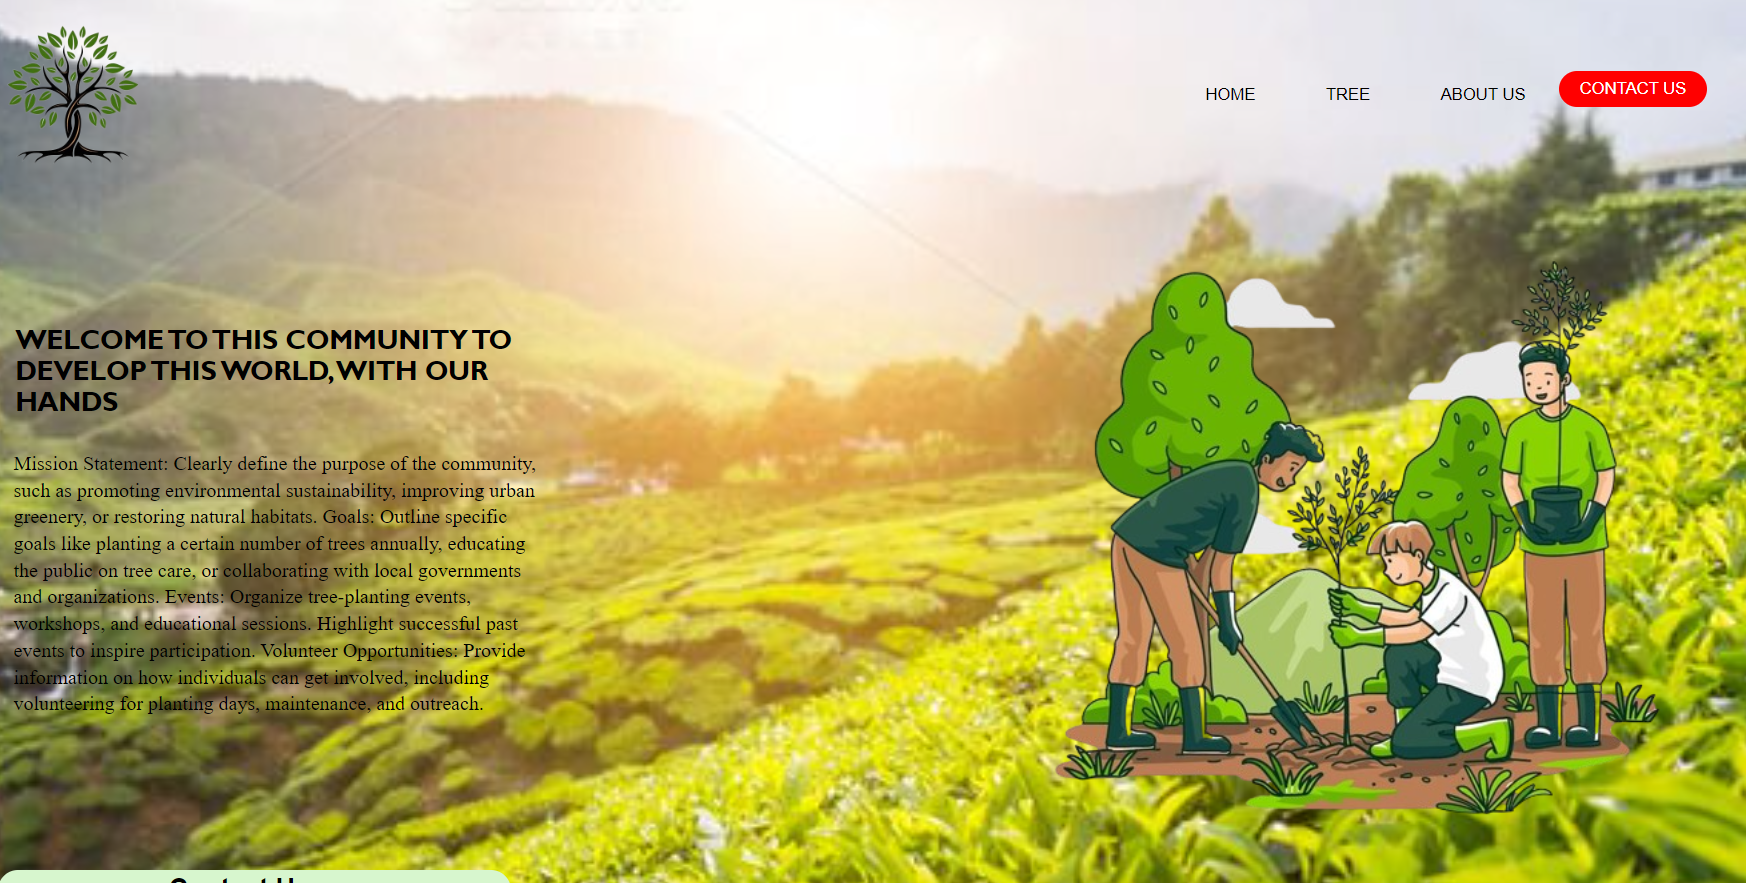 HOME
TREE
ABOUT US
CONTACT US
WELCOME TO THIS COMMUNITY TO
DEVELOP THIS WORLD, WITH OUR
HANDS
Mission Statement: Clearly define the purpose of the community,
such as promoting environmental sustainability, improving urban
greenery, or restoring natural habitats. Goals: Outline specific
goals like planting a certain number of trees annually, educating
the public on tree care, or collaborating with local governments
and organizations. Events: Organize tree-planting events,
workshops, and educational sessions. Highlight successful past
events to inspire participation. Volunteer Opportunities: Provide
information on how individuals can get involved, including
volunteering for planting days, maintenance, and outreach.